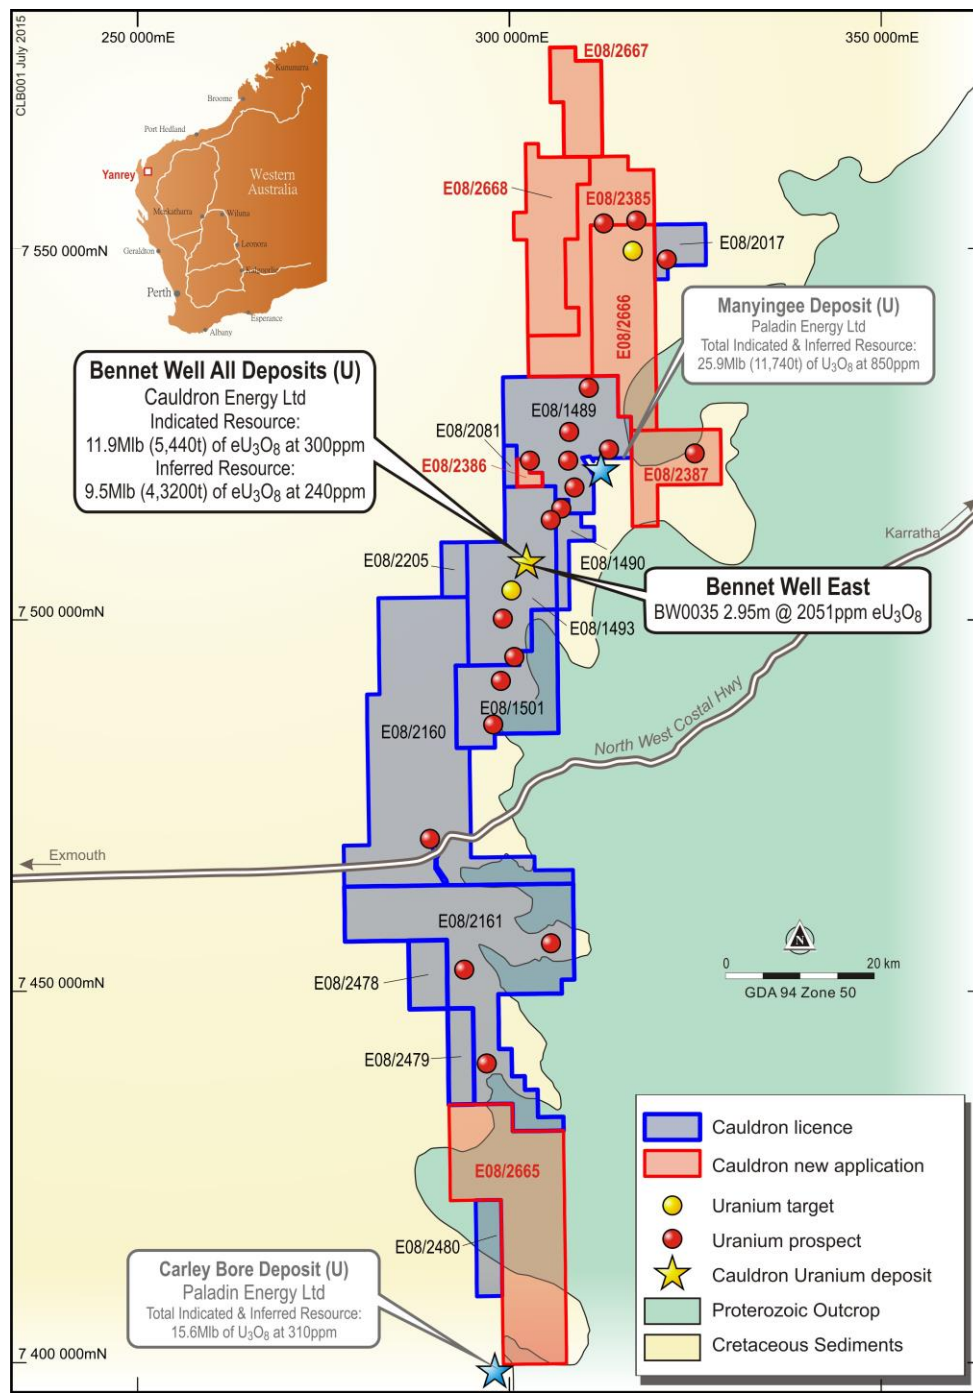 CLB001 July 2015
250 000mE
300 000mE
350 000mE
7 550 000mN
7 500 000mN
7 450 000mN
7 400 000mN
Kununurra
Broome
Port Hedland
Yanrey
Western
Australia
Meekatharra
Wiluna
Leonora
Geraldton
Kalgoorlie
Perth
Esperance
Albany
E08/2667
E08/2668
E08/2385
E08/2017
E08/2666
Manyingee Deposit (U)
Paladin Energy Ltd
Total Indicated & Inferred Resource:
25.9Mlb (11,740t) of U₃O₈ at 850ppm
Bennet Well All Deposits (U)
Cauldron Energy Ltd
Indicated Resource:
11.9Mlb (5,440t) of eU₃O₈ at 300ppm
Inferred Resource:
9.5Mlb (4,3200t) of eU₃O₈ at 240ppm
E08/1489
E08/2081
E08/2386
E08/2387
Karratha
E08/2205
E08/1490
Bennet Well East
BW0035 2.95m @ 2051ppm eU₃O₈
E08/1493
E08/1501
E08/2160
North West Costal Hwy
Exmouth
E08/2161
N
0 20 km
GDA 94 Zone 50
E08/2478
E08/2479
E08/2665
E08/2480
Carley Bore Deposit (U)
Paladin Energy Ltd
Total Indicated & Inferred Resource:
15.6Mlb of U₃O₈ at 310ppm
Cauldron licence
Cauldron new application
Uranium target
Uranium prospect
Cauldron Uranium deposit
Proterozoic Outcrop
Cretaceous Sediments